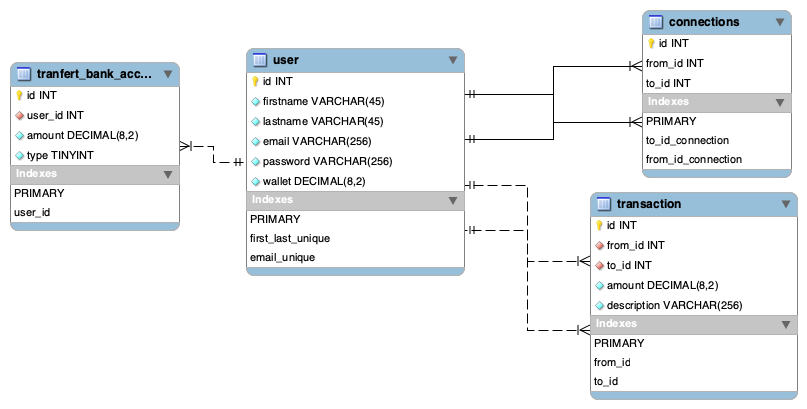 tranfert_bank_acc...
id INT
user_id INT
amount DECIMAL(8,2)
type TINYINT
Indexes
PRIMARY
user_id
user
id INT
firstname VARCHAR(45)
lastname VARCHAR(45)
email VARCHAR(256)
password VARCHAR(256)
wallet DECIMAL(8,2)
Indexes
PRIMARY
first_last_unique
email_unique
connections
id INT
from_id INT
to_id INT
Indexes
PRIMARY
to_id_connection
from_id_connection
transaction
id INT
from_id INT
to_id INT
amount DECIMAL(8,2)
description VARCHAR(256)
Indexes
PRIMARY
from_id
to_id